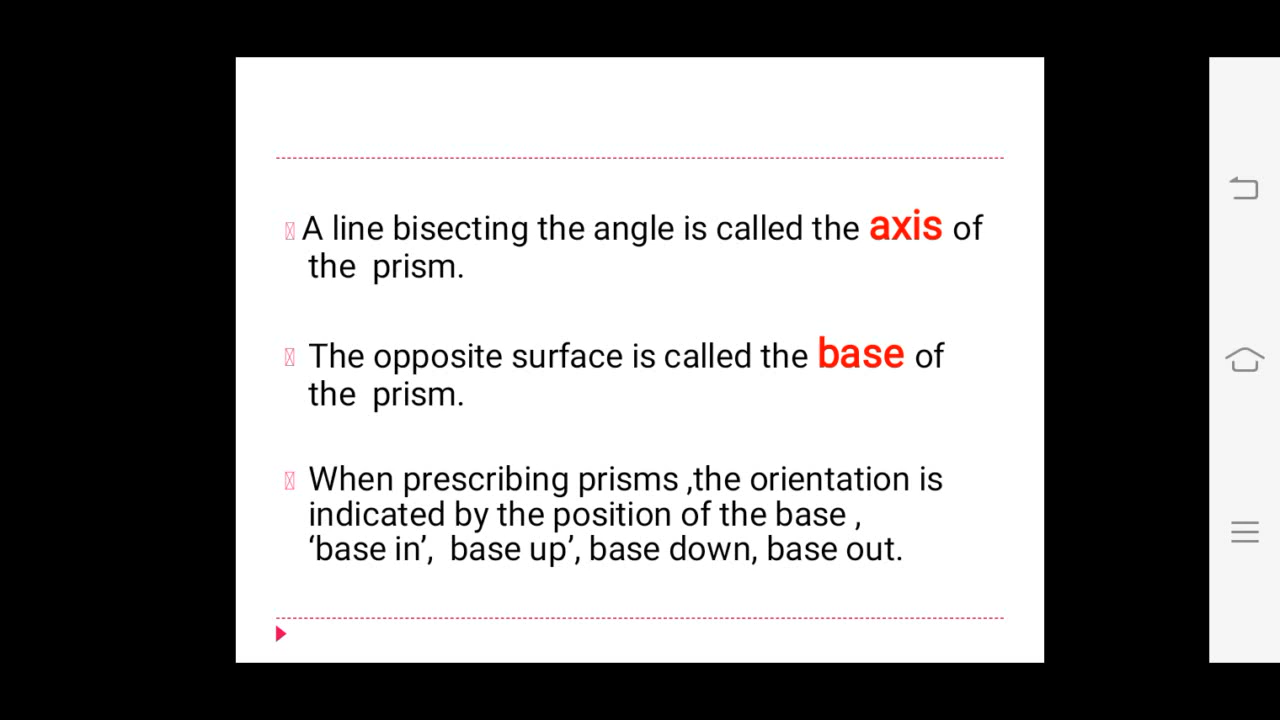 A line bisecting the angle is called the axis of
the  prism.
The opposite surface is called the base of
the  prism.
When prescribing prisms ,the orientation is
indicated by the position of the base ,
‘base in’,  base up’, base down, base out.